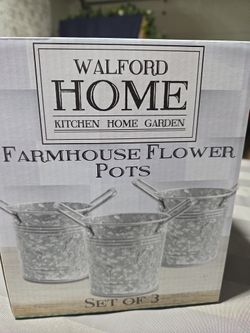 WALFORD
HOME
KITCHEN HOME GARDEN
FARMHOUSE FLOWER
POTS
SET OF 3